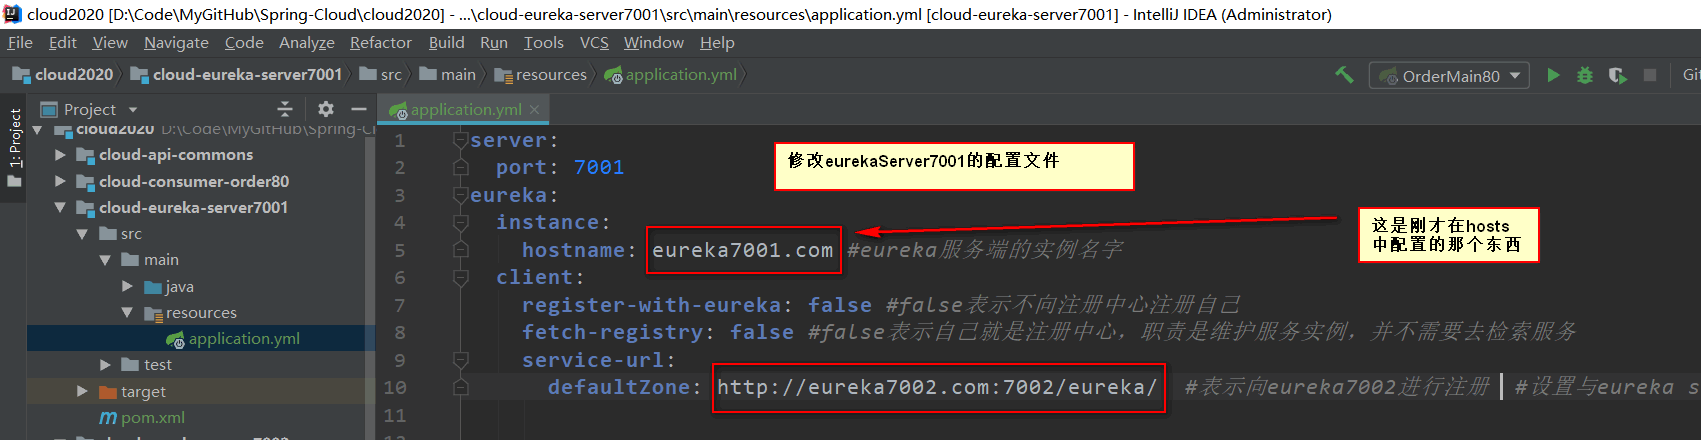 cloud2020 [D:\Code\MyGitHub\Spring-Cloud\cloud2020] - ...\cloud-eureka-server7001\src\main\resources\application.yml [cloud-eureka-server7001] - IntelliJ IDEA (Administrator)
File Edit View Navigate Code Analyze Refactor Build Run Tools VCS Window Help
cloud2020 cloud-eureka-server7001 src main resources application.yml OrderMain80 Git
1: Project
Project
application.yml
cloud2020 D:\Code\MyGitHub\Spring-Cl
cloud-api-commons
cloud-consumer-order80
cloud-eureka-server7001
src
main
java
resources
application.yml
test
target
pom.xml
1 server:
2 port: 7001
3 eureka:
4 instance:
5 hostname: eureka7001.com #eureka服务端的实例名字
6 client:
7 register-with-eureka: false #false表示不向注册中心注册自己
8 fetch-registry: false #false表示自己就是注册中心，职责是维护服务实例，并不需要去检索服务
9 service-url:
10 defaultZone: http://eureka7002.com:7002/eureka/ #表示向eureka7002进行注册 #设置与eureka s
11
修改eurekaServer7001的配置文件
这是刚才在hosts
中配置的那个东西